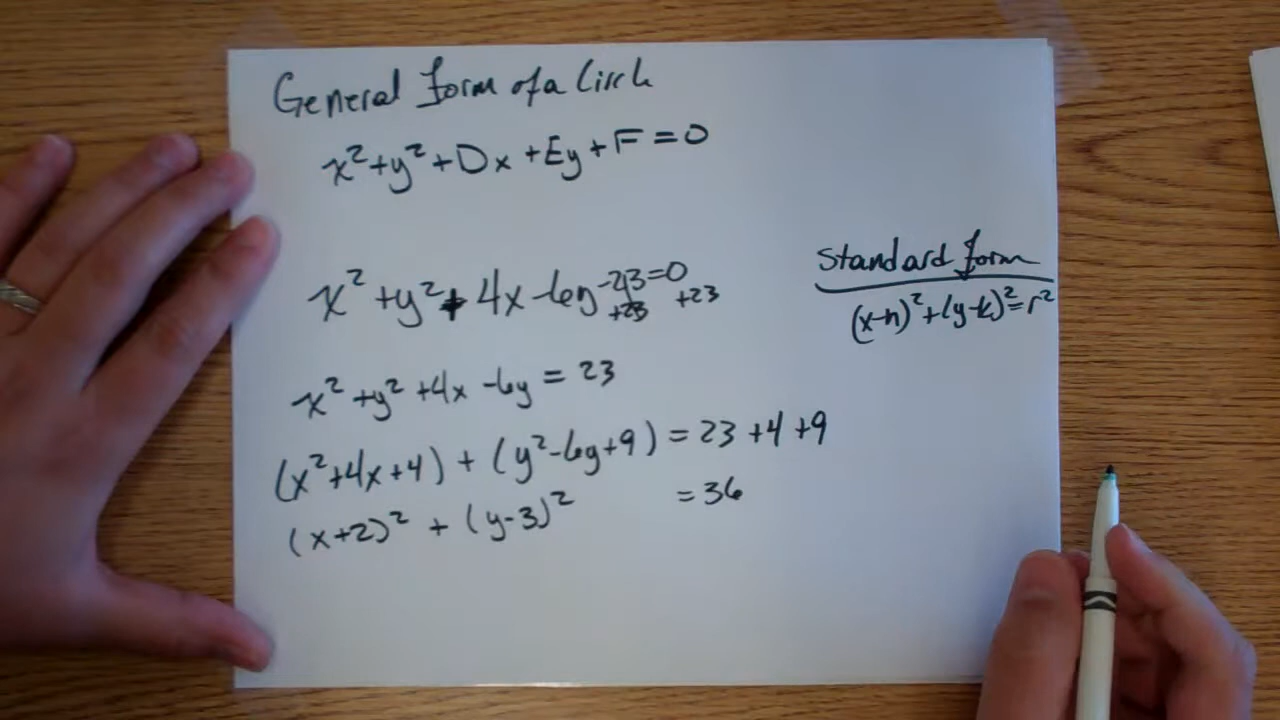 General form of a Circle
x²+y²+Dx+Ey+F=0
x²+y²+4x-6y-23=0
+23 +23
Standard form
(x-h)²+(y-k)²=r²
x²+y²+4x-6y=23
(x²+4x+4)+(y²-6y+9)=23+4+9
(x+2)²+(y-3)² =36